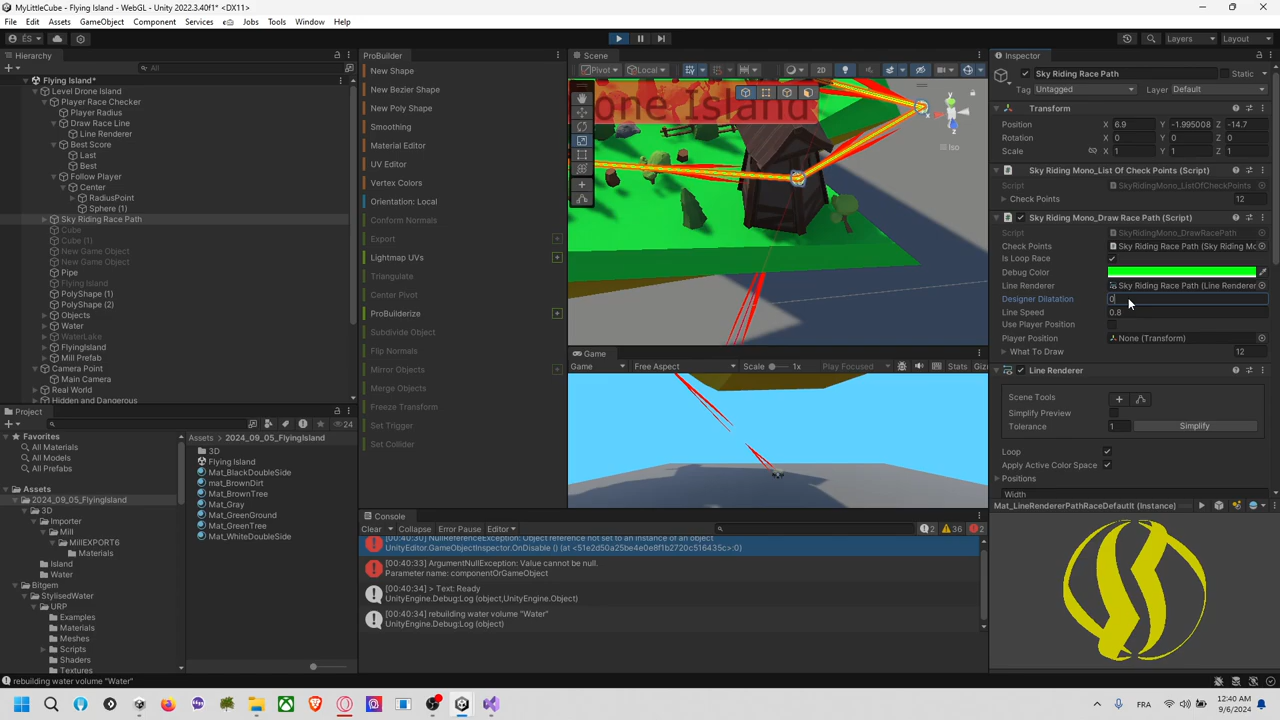 MyLittleCube - Flying Island - WebGL - Unity 2022.3.40f1* <DX11>
File Edit Assets GameObject Component Services Jobs Tools Window Help
ÉS
Layers
Layout
Hierarchy
All
Flying Island*
Level Drone Island
Player Race Checker
Player Radius
Draw Race Line
Line Renderer
Best Score
Last
Best
Follow Player
Center
RadiusPoint
Sphere (1)
Sky Riding Race Path
Cube
Cube (1)
New Game Object
New Game Object
Pipe
Flying Island
PolyShape (1)
PolyShape (2)
Objects
Water
WaterLake
FlyingIsland
Mill Prefab
Camera Point
Main Camera
Real World
Hidden and Dangerous
ProBuilder
New Shape
New Bezier Shape
New Poly Shape
Smoothing
Material Editor
UV Editor
Vertex Colors
Orientation: Local
Conform Normals
Export
Lightmap UVs
Triangulate
Center Pivot
ProBuilderize
Subdivide Object
Flip Normals
Mirror Objects
Merge Objects
Freeze Transform
Set Trigger
Set Collider
Scene
Pivot
Local
2D
one Island
Iso
Game
Game
Free Aspect
Scale
1x
Play Focused
Stats
Giz
Inspector
Sky Riding Race Path
Static
Tag Untagged
Layer Default
Transform
Position X 6.9 Y -1.995008 Z -14.7
Rotation X 0 Y 0 Z 0
Scale X 1 Y 1 Z 1
Sky Riding Mono_List Of Check Points (Script)
Script SkyRidingMono_ListOfCheckPoints
Check Points
Sky Riding Mono_Draw Race Path (Script)
Script SkyRidingMono_DrawRacePath
Check Points Sky Riding Race Path (Sky Riding Mo
Is Loop Race
Debug Color
Line Renderer Sky Riding Race Path (Line Renderer
Designer Dilatation 0
Line Speed 0.8
Use Player Position
Player Position None (Transform)
What To Draw 12
Line Renderer
Scene Tools
Simplify Preview
Tolerance 1 Simplify
Loop
Apply Active Color Space
Positions
Width
Mat_LineRendererPathRaceDefault (Instance)
Project
24
Favorites
All Materials
All Models
All Prefabs
Assets
2024_09_05_FlyingIsland
3D
Importer
Mill
MillEXPORT6
Materials
Island
Water
Bitgem
StylisedWater
URP
Examples
Materials
Meshes
Scripts
Shaders
Textures
Assets > 2024_09_05_FlyingIsland
3D
Flying Island
Mat_BlackDoubleSide
mat_BrownDirt
Mat_BrownTree
Mat_Gray
Mat_GreenGround
Mat_GreenTree
Mat_WhiteDoubleSide
Console
Clear Collapse Error Pause Editor
2 36 2
[00:40:30] NullReferenceException: Object reference not set to an instance of an object
UnityEditor.GameObjectInspector.OnDisable () (at <51e2d50a25be4e0e8f1b2720c516435c>:0)
[00:40:33] ArgumentNullException: Value cannot be null.
Parameter name: componentOrGameObject
[00:40:34] > Text: Ready
UnityEngine.Debug:Log (object,UnityEngine.Object)
[00:40:34] rebuilding water volume "Water"
UnityEngine.Debug:Log (object)
rebuilding water volume "Water"
FRA
12:40 AM
9/6/2024